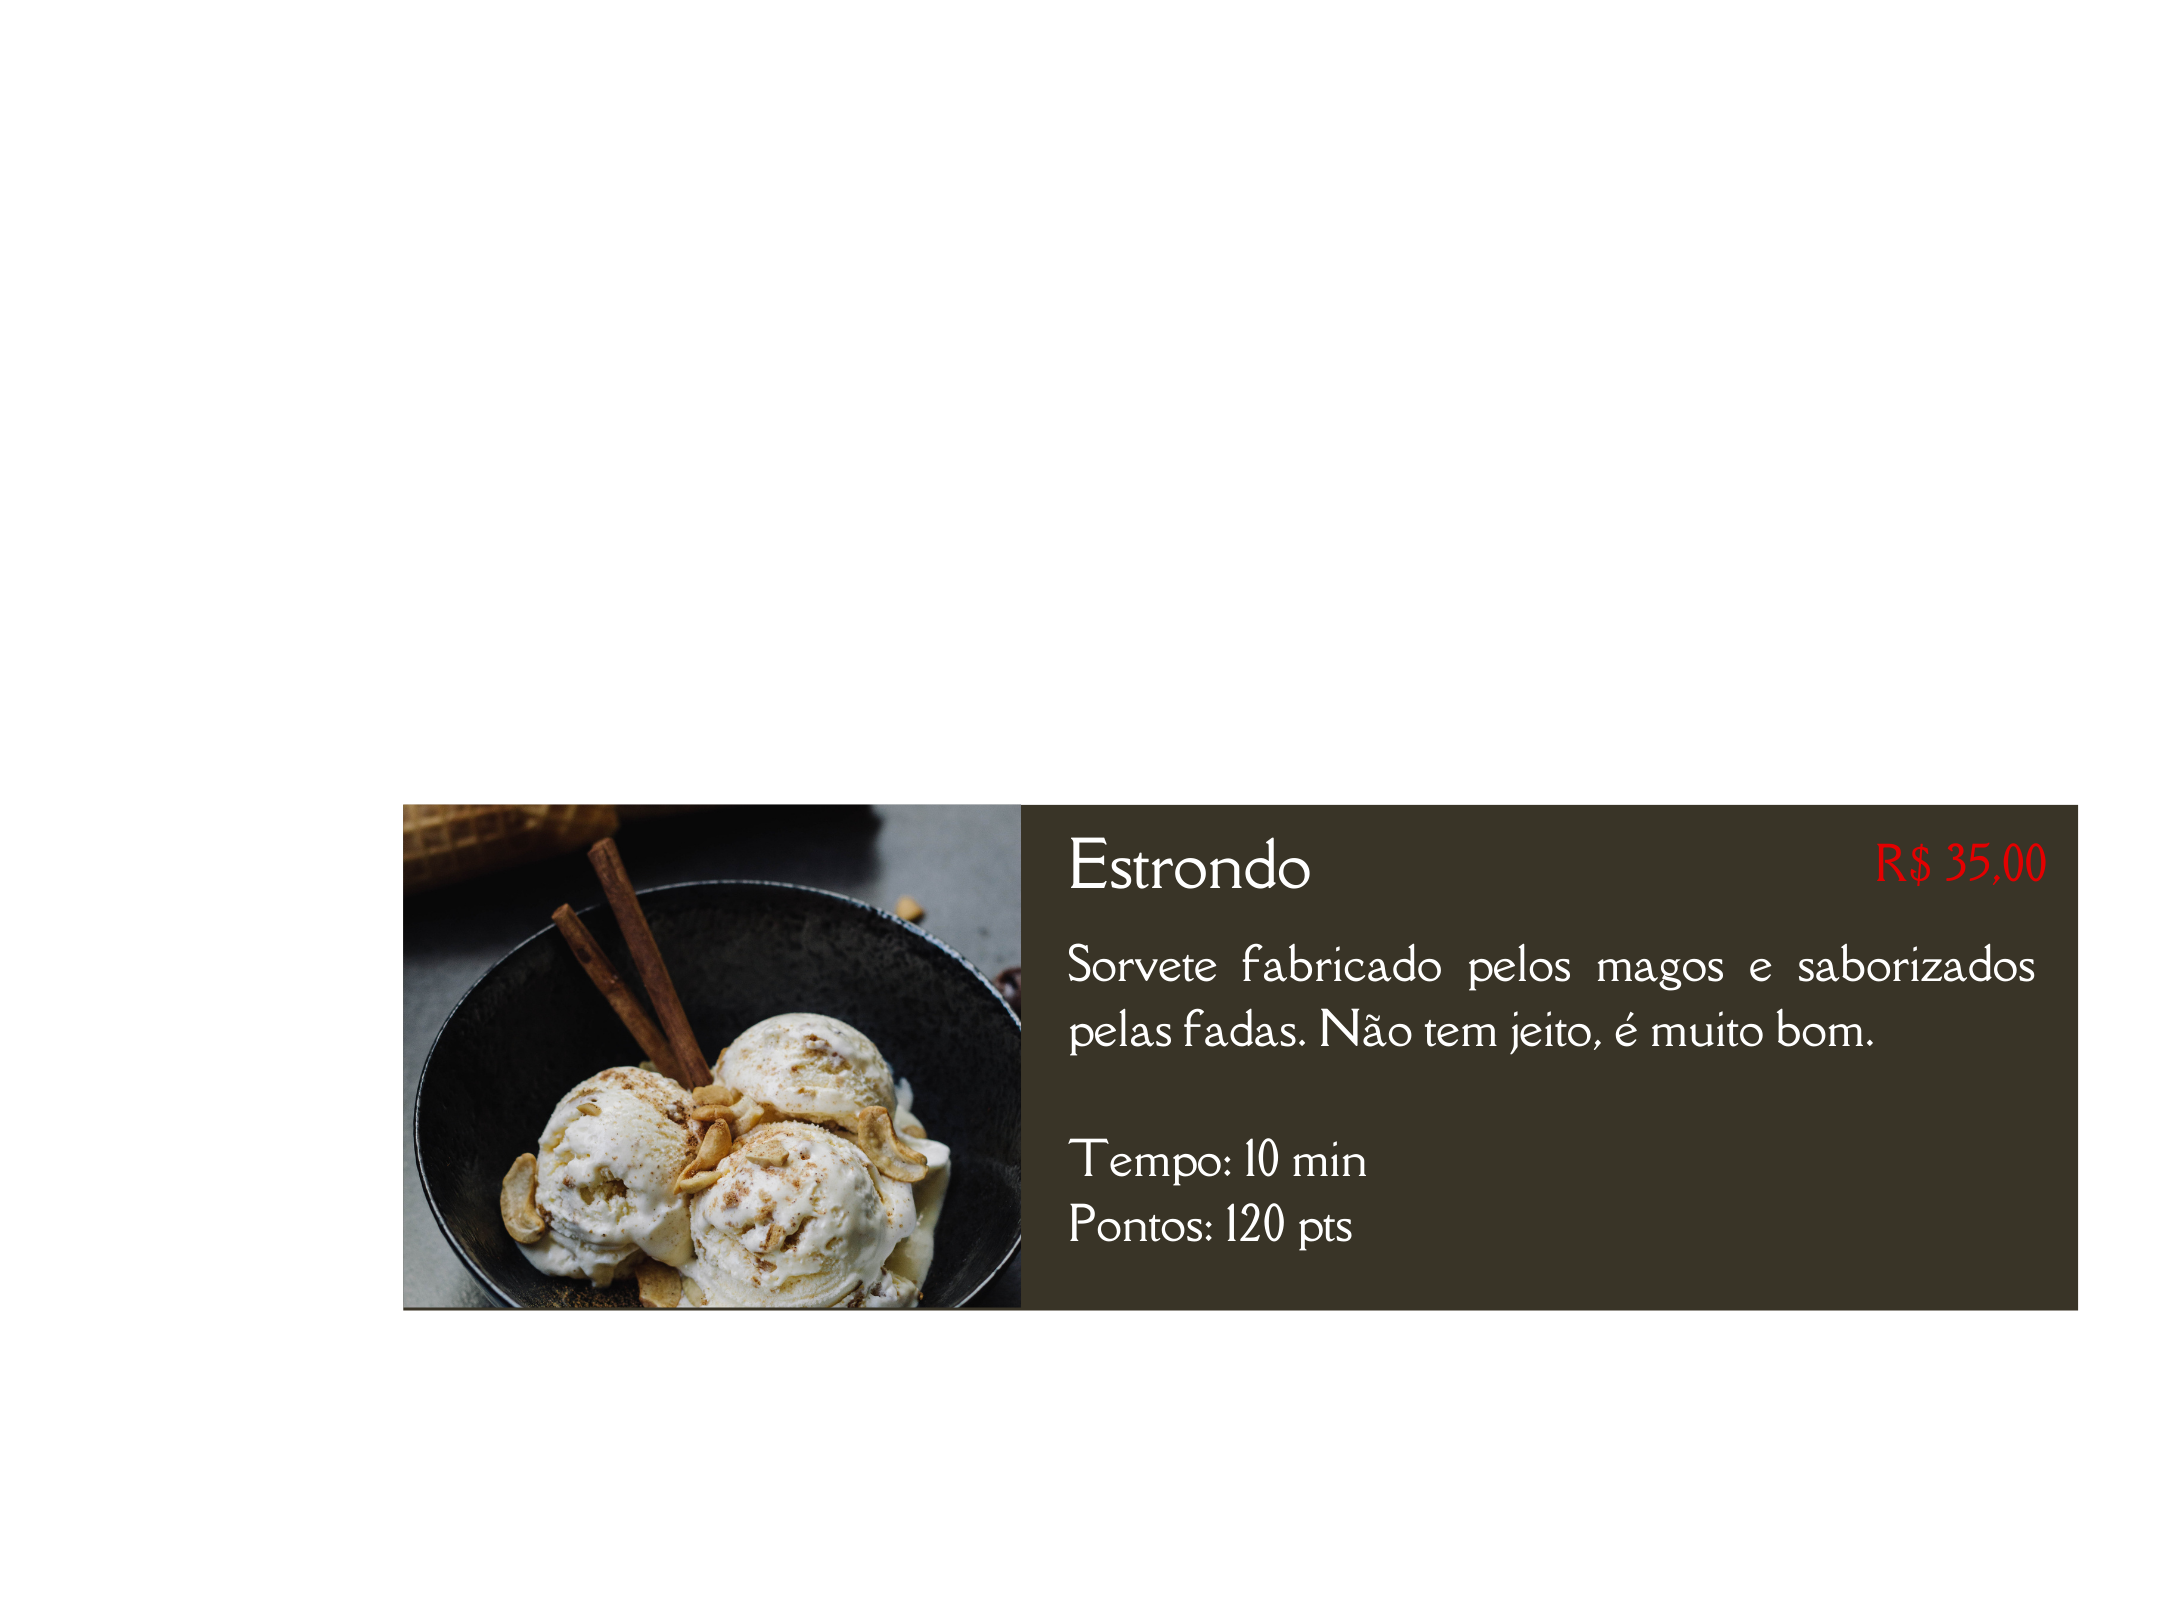 Estrondo
R$ 35,00
Sorvete fabricado pelos magos e saborizados
pelas fadas. Não tem jeito, é muito bom.
Tempo: 10 min
Pontos: 120 pts